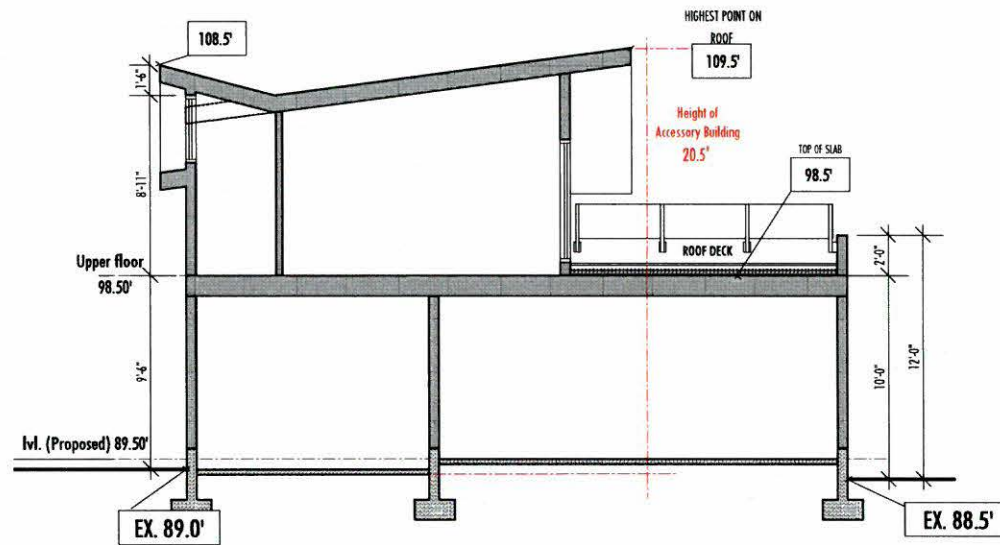 HIGHEST POINT ON
ROOF
109.5'
108.5'
1'-6"
Height of
Accessory Building
20.5'
TOP OF SLAB
98.5'
8'-11"
ROOF DECK
2'-0"
Upper floor
98.50'
9'-6"
10'-0"
12'-0"
lvl. (Proposed) 89.50'
EX. 89.0'
EX. 88.5'